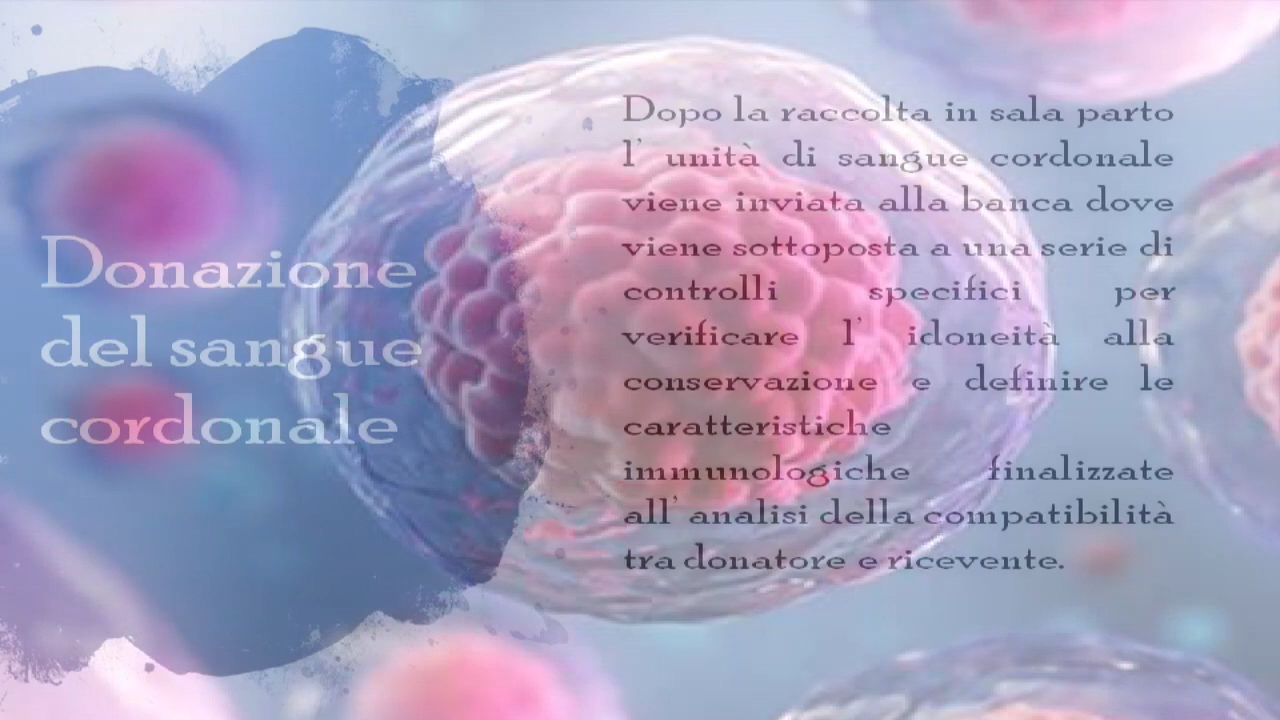 Donazione
del sangue
cordonale
Dopo la raccolta in sala parto
l’ unità di sangue cordonale
viene inviata alla banca dove
viene sottoposta a una serie di
controlli specifici per
verificare l’ idoneità alla
conservazione e definire le
caratteristiche
immunologiche finalizzate
all’ analisi della compatibilità
tra donatore e ricevente.